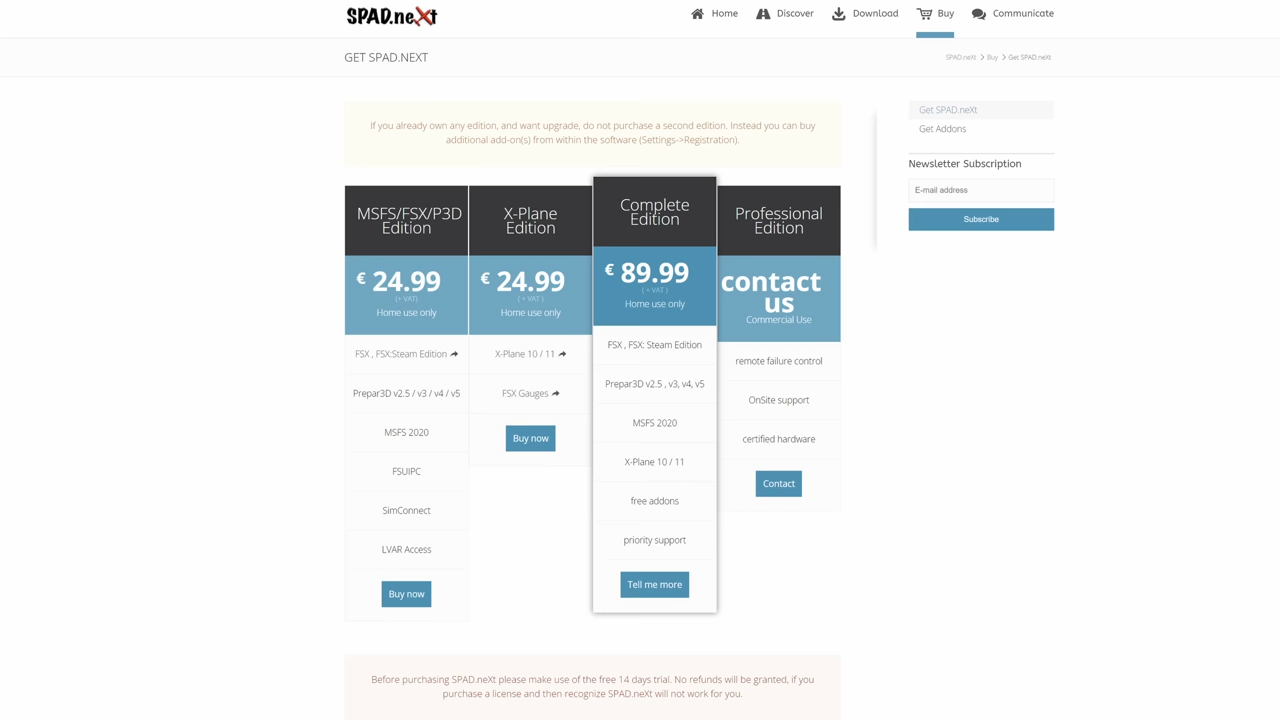 SPAD.neXt
Home
Discover
Download
Buy
Communicate
GET SPAD.NEXT
SPAD.neXt
Buy
Get SPAD.neXt
If you already own any edition, and want upgrade, do not purchase a second edition. Instead you can buy
additional add-on(s) from within the software (Settings->Registration).
MSFS/FSX/P3D
Edition
€ 24.99
(+ VAT)
Home use only
FSX , FSX:Steam Edition
Prepar3D v2.5 / v3 / v4 / v5
MSFS 2020
FSUIPC
SimConnect
LVAR Access
Buy now
X-Plane
Edition
€ 24.99
( + VAT )
Home use only
X-Plane 10 / 11
FSX Gauges
Buy now
Complete
Edition
€ 89.99
( + VAT )
Home use only
FSX , FSX: Steam Edition
Prepar3D v2.5 , v3, v4, v5
MSFS 2020
X-Plane 10 / 11
free addons
priority support
Tell me more
Professional
Edition
contact
us
Commercial Use
remote failure control
OnSite support
certified hardware
Contact
Get SPAD.neXt
Get Addons
Newsletter Subscription
E-mail address
Subscribe
Before purchasing SPAD.neXt please make use of the free 14 days trial. No refunds will be granted, if you
purchase a license and then recognize SPAD.neXt will not work for you.